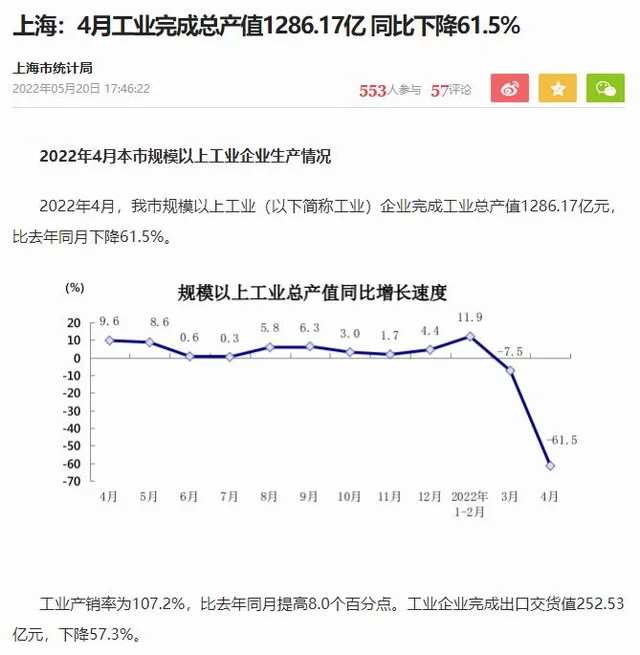 上海：4月工业完成总产值1286.17亿 同比下降61.5%
上海市统计局
2022年05月20日 17:46:22
553人参与 57评论
2022年4月本市规模以上工业企业生产情况
2022年4月，我市规模以上工业（以下简称工业）企业完成工业总产值1286.17亿元，
比去年同月下降61.5%。
(%)
规模以上工业总产值同比增长速度
9.6 8.6 0.6 0.3 5.8 6.3 3.0 1.7 4.4 11.9 -7.5 -61.5
20
10
0
-10
-20
-30
-40
-50
-60
-70
4月 5月 6月 7月 8月 9月 10月 11月 12月 2022年 3月 4月
1-2月
工业产销率为107.2%，比去年同月提高8.0个百分点。工业企业完成出口交货值252.53
亿元，下降57.3%。